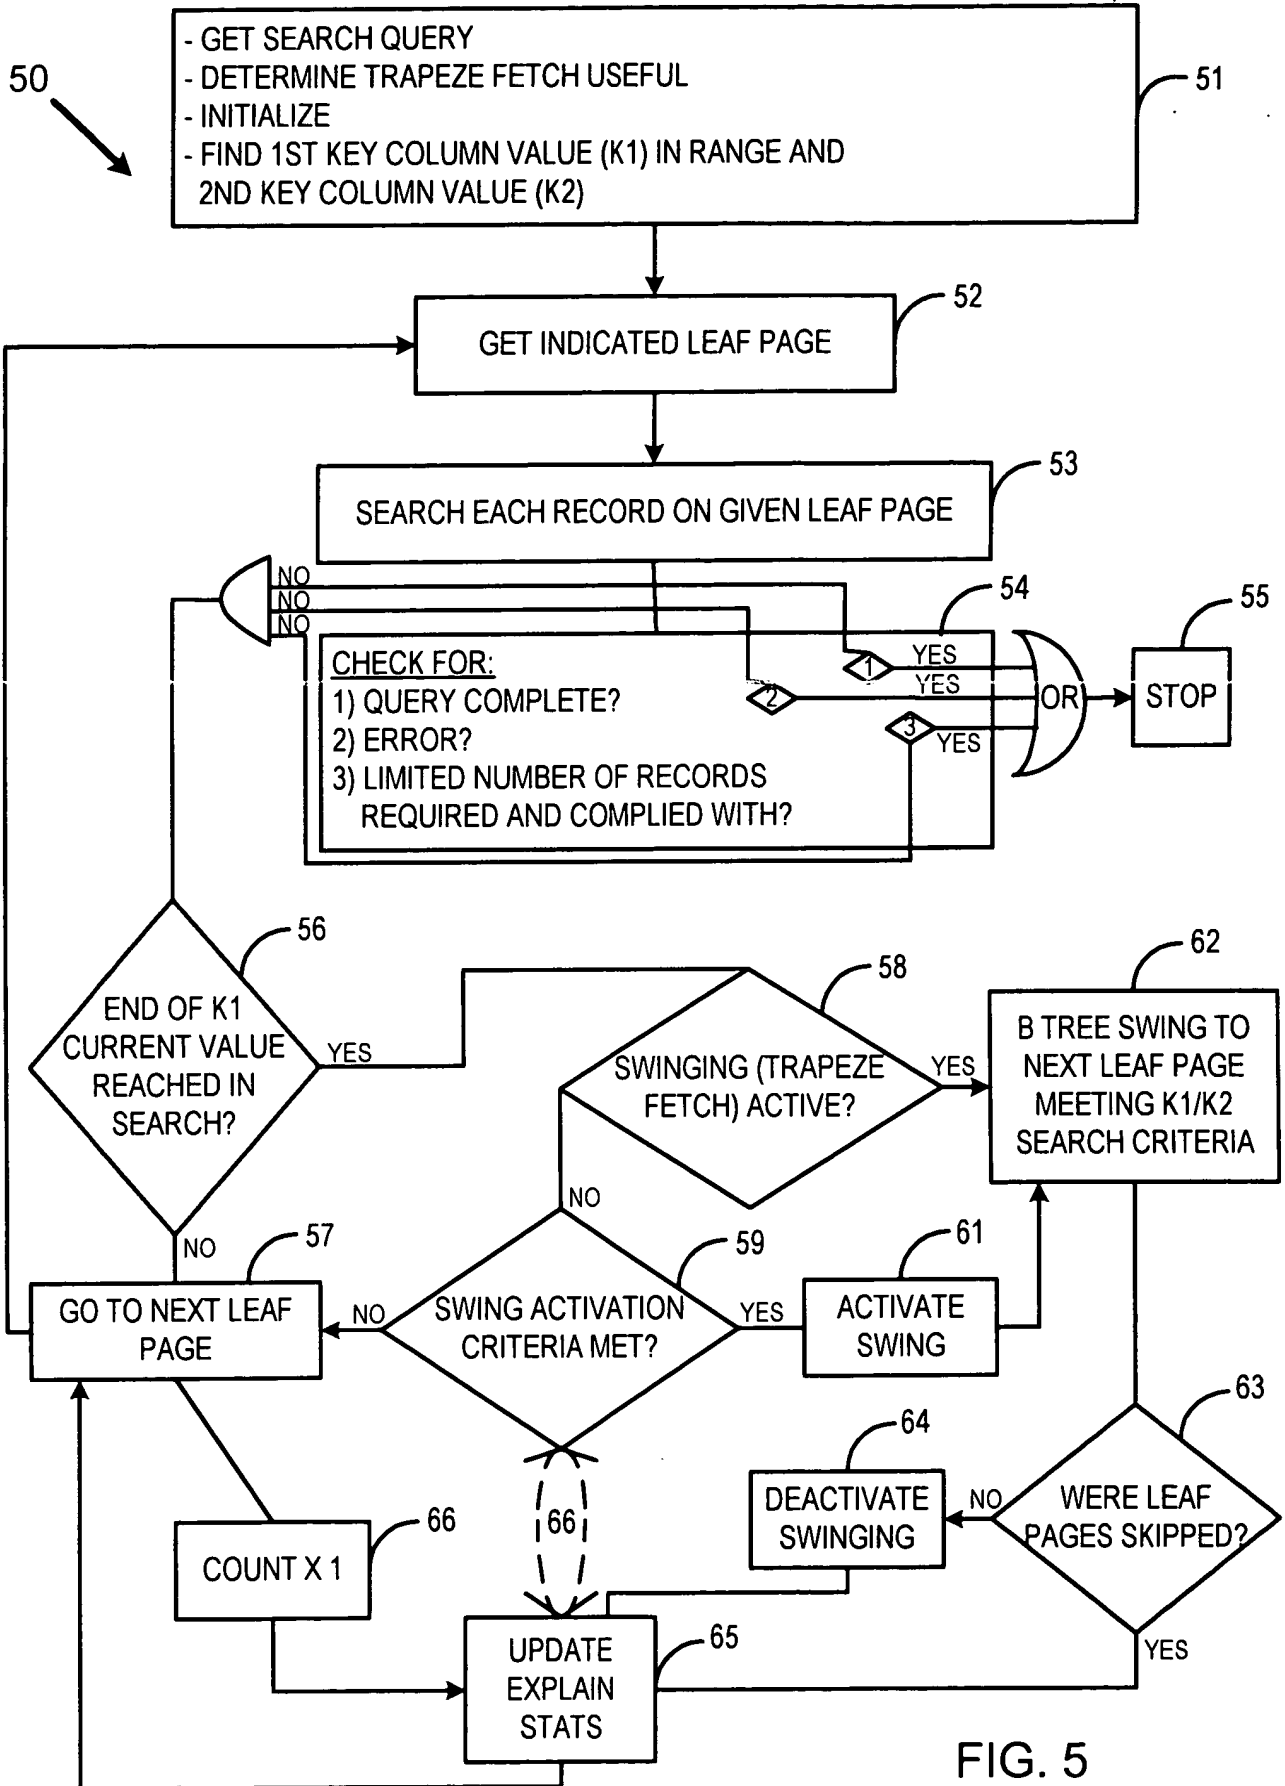 50
- GET SEARCH QUERY
- DETERMINE TRAPEZE FETCH USEFUL
- INITIALIZE
- FIND 1ST KEY COLUMN VALUE (K1) IN RANGE AND
2ND KEY COLUMN VALUE (K2)
51
52
GET INDICATED LEAF PAGE
53
SEARCH EACH RECORD ON GIVEN LEAF PAGE
NO
NO
NO
54
55
CHECK FOR:
1) QUERY COMPLETE?
2) ERROR?
3) LIMITED NUMBER OF RECORDS
REQUIRED AND COMPLIED WITH?
1
YES
2
YES
3
YES
OR
STOP
56
END OF K1
CURRENT VALUE
REACHED IN
SEARCH?
YES
NO
58
SWINGING (TRAPEZE
FETCH) ACTIVE?
YES
NO
62
B TREE SWING TO
NEXT LEAF PAGE
MEETING K1/K2
SEARCH CRITERIA
57
GO TO NEXT LEAF
PAGE
NO
59
SWING ACTIVATION
CRITERIA MET?
YES
61
ACTIVATE
SWING
63
WERE LEAF
PAGES SKIPPED?
NO
YES
64
DEACTIVATE
SWINGING
66
COUNT X 1
66
65
UPDATE
EXPLAIN
STATS
FIG. 5